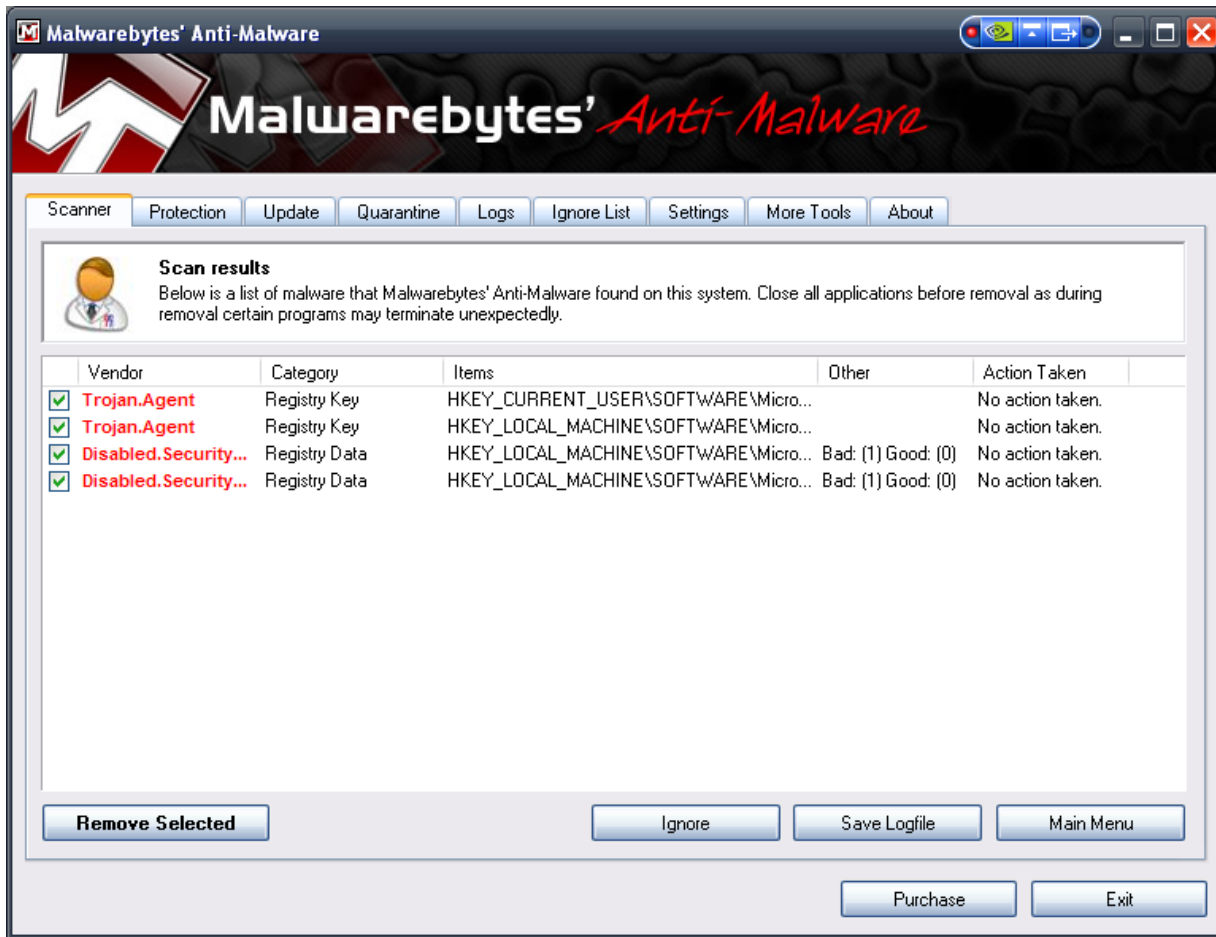 Malwarebytes' Anti-Malware
Malwarebytes' Anti-Malware
Scanner Protection Update Quarantine Logs Ignore List Settings More Tools About
Scan results
Below is a list of malware that Malwarebytes' Anti-Malware found on this system. Close all applications before removal as during
removal certain programs may terminate unexpectedly.
Vendor Category Items Other Action Taken
Trojan.Agent Registry Key HKEY_CURRENT_USER\SOFTWARE\Micro... No action taken.
Trojan.Agent Registry Key HKEY_LOCAL_MACHINE\SOFTWARE\Micro... No action taken.
Disabled.Security... Registry Data HKEY_LOCAL_MACHINE\SOFTWARE\Micro... Bad: (1) Good: (0) No action taken.
Disabled.Security... Registry Data HKEY_LOCAL_MACHINE\SOFTWARE\Micro... Bad: (1) Good: (0) No action taken.
Remove Selected Ignore Save Logfile Main Menu
Purchase Exit